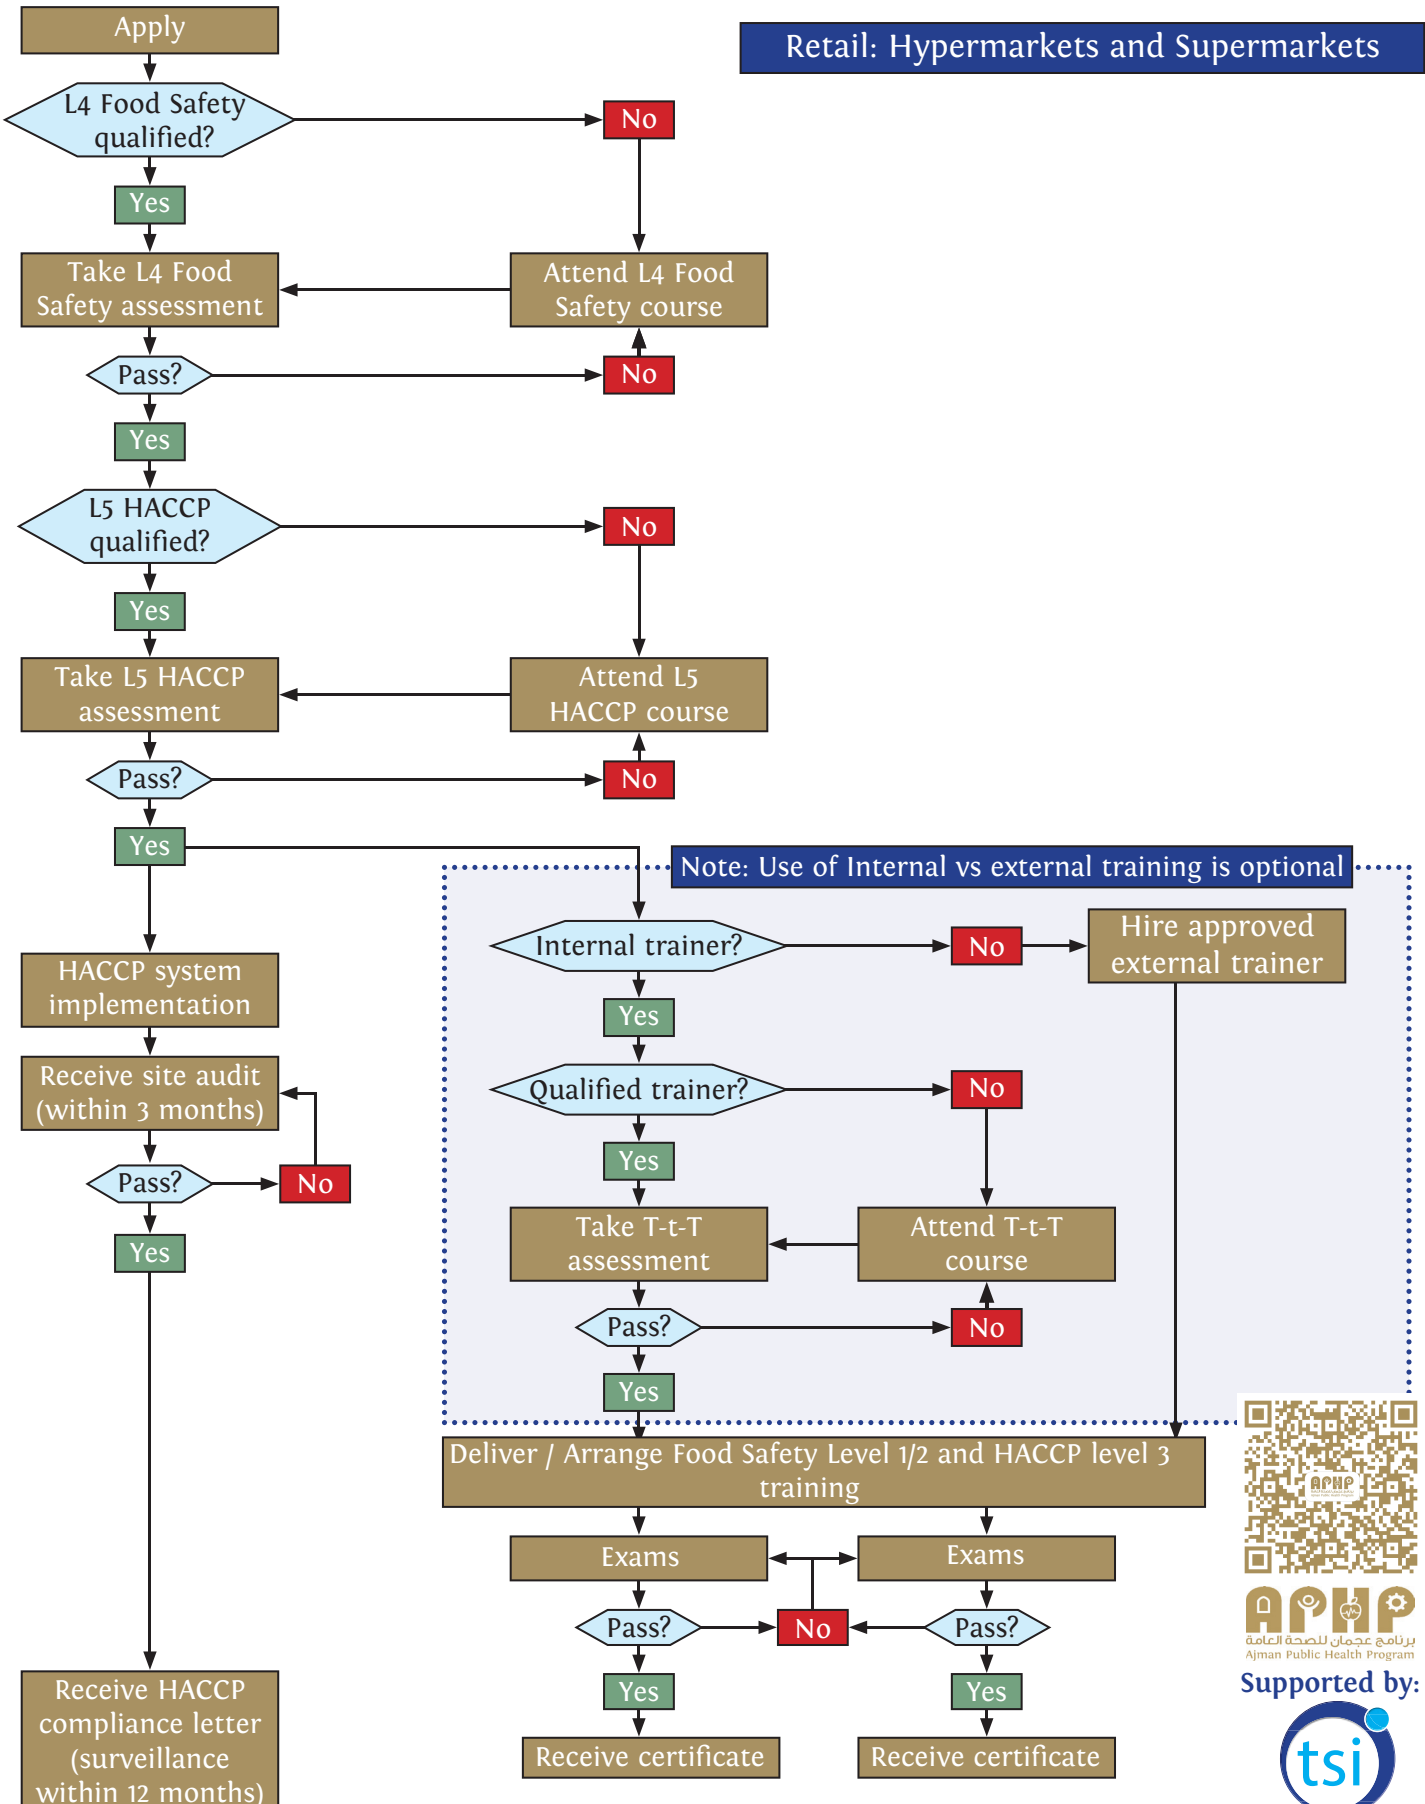 Apply
Retail: Hypermarkets and Supermarkets
L4 Food Safety
qualified?
No
Yes
Take L4 Food
Safety assessment
Attend L4 Food
Safety course
Pass?
No
Yes
L5 HACCP
qualified?
No
Yes
Take L5 HACCP
assessment
Attend L5
HACCP course
Pass?
No
Yes
Note: Use of Internal vs external training is optional
Internal trainer?
No
Hire approved
external trainer
HACCP system
implementation
Yes
Receive site audit
(within 3 months)
Qualified trainer?
No
Yes
Pass?
No
Yes
Take T-t-T
assessment
Attend T-t-T
course
Pass?
No
Yes
Deliver / Arrange Food Safety Level 1/2 and HACCP level 3
training
Exams
Exams
Pass?
No
Pass?
Yes
Yes
Receive certificate
Receive certificate
Receive HACCP
compliance letter
(surveillance
within 12 months)
APHP
APHP
برنامج عجمان للصحة العامة
Ajman Public Health Program
Supported by:
tsi